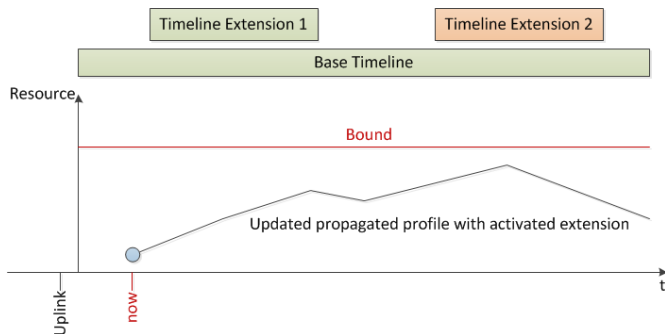 Timeline Extension 1
Timeline Extension 2
Base Timeline
Resource
Bound
Updated propagated profile with activated extension
t
Uplink
now